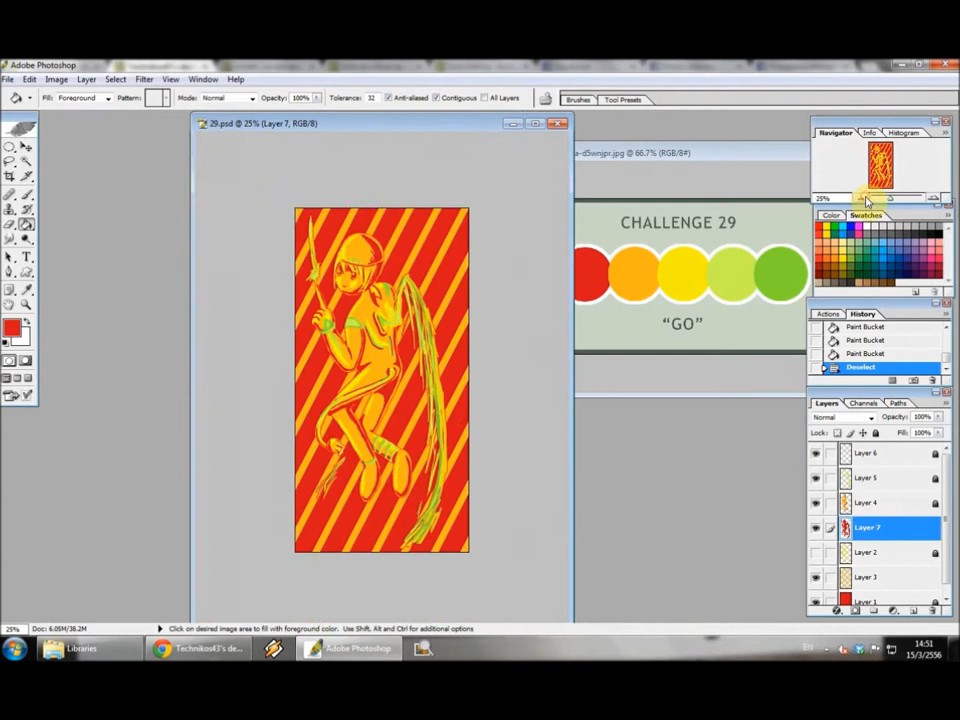 Adobe Photoshop
File Edit Image Layer Select Filter View Window Help
Fill: Foreground Pattern: Mode: Normal Opacity: 100% Tolerance: 32 Anti-aliased Contiguous All Layers Brushes Tool Presets
29.psd @ 25% (Layer 7, RGB/8)
a-d5wnjpr.jpg @ 66.7% (RGB/8#)
CHALLENGE 29
“GO”
Navigator Info Histogram
25%
Color Swatches
Actions History
Paint Bucket
Paint Bucket
Paint Bucket
Deselect
Layers Channels Paths
Normal Opacity: 100%
Lock: Fill: 100%
Layer 6
Layer 5
Layer 4
Layer 7
Layer 2
Layer 3
Layer 1
25% Doc: 6.05M/38.2M Click on desired image area to fill with foreground color. Use Shift, Alt and Ctrl for additional options
Libraries Technikos43's de... Adobe Photoshop EN 14:51
15/3/2556